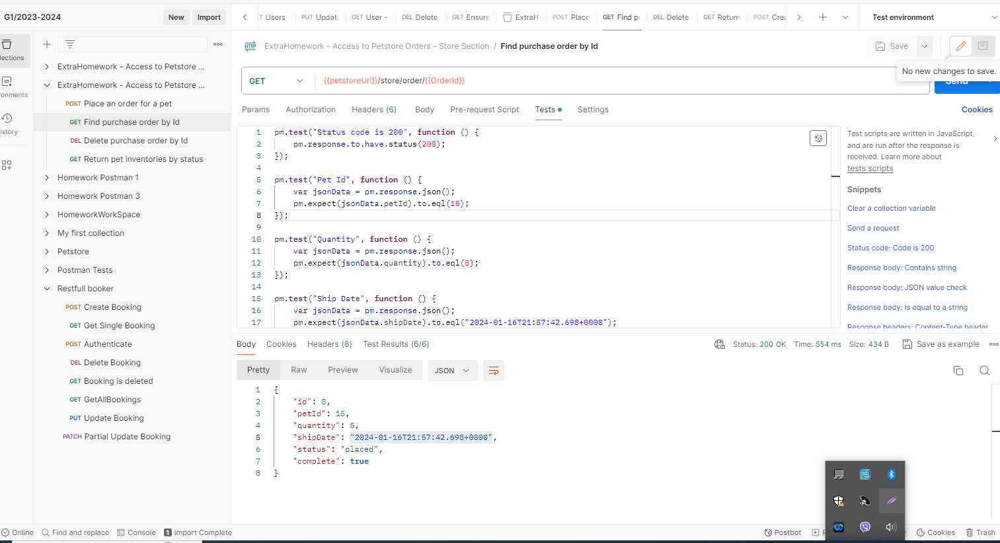 G1/2023-2024
New
Import
Users
PUT
GET User -
DEL Delete
GET Ensure
POST Place
DEL Delete
GET Return
POST
Test environment
ExtraHomework - Access to Petstore Orders - Store Section / Find purchase order by Id
Save
No new changes to save.
ExtraHomework - Access to Petstore ...
ExtraHomework - Access to Petstore ...
POST Place an order for a pet
GET Find purchase order by Id
DEL Delete purchase order by Id
GET Return pet inventories by status
Homework Postman 1
Homework Postman 3
HomeworkWorkSpace
My first collection
Petstore
Postman Tests
Restfull booker
POST Create Booking
GET Get Single Booking
POST Authenticate
DEL Delete Booking
GET Booking is deleted
GET GetAllBookings
PUT Update Booking
PATCH Partial Update Booking
GET
{{petstoreUrl}}/store/order/{{OrderId}}
Send
Params
Authorization
Headers (6)
Body
Pre-request Script
Tests
Settings
Cookies
1 pm.test("Status code is 200", function () {
2 pm.response.to.have.status(200);
3 });
4
5 pm.test("Pet Id", function () {
6 var jsonData = pm.response.json();
7 pm.expect(jsonData.petId).to.eql(15);
8 });
9
10 pm.test("Quantity", function () {
11 var jsonData = pm.response.json();
12 pm.expect(jsonData.quantity).to.eql(5);
13 });
14
15 pm.test("Ship Date", function () {
16 var jsonData = pm.response.json();
17 pm.expect(jsonData.shipDate).to.eql("2024-01-16T21:57:42.698+0000");
Test scripts are written in JavaScript,
and are run after the response is
received. Learn more about
tests scripts
Snippets
Clear a collection variable
Send a request
Status code: Code is 200
Response body: Contains string
Response body: JSON value check
Response body: Is equal to a string
Response headers: Content-Type header
Body
Cookies
Headers (8)
Test Results (6/6)
Status: 200 OK
Time: 554 ms
Size: 434 B
Save as example
Pretty
Raw
Preview
Visualize
JSON
1 {
2 "id": 8,
3 "petId": 15,
4 "quantity": 5,
5 "shipDate": "2024-01-16T21:57:42.698+0000",
6 "status": "placed",
7 "complete": true
8 }
Online
Find and replace
Console
1 Import Complete
Postbot
Cookies
Trash